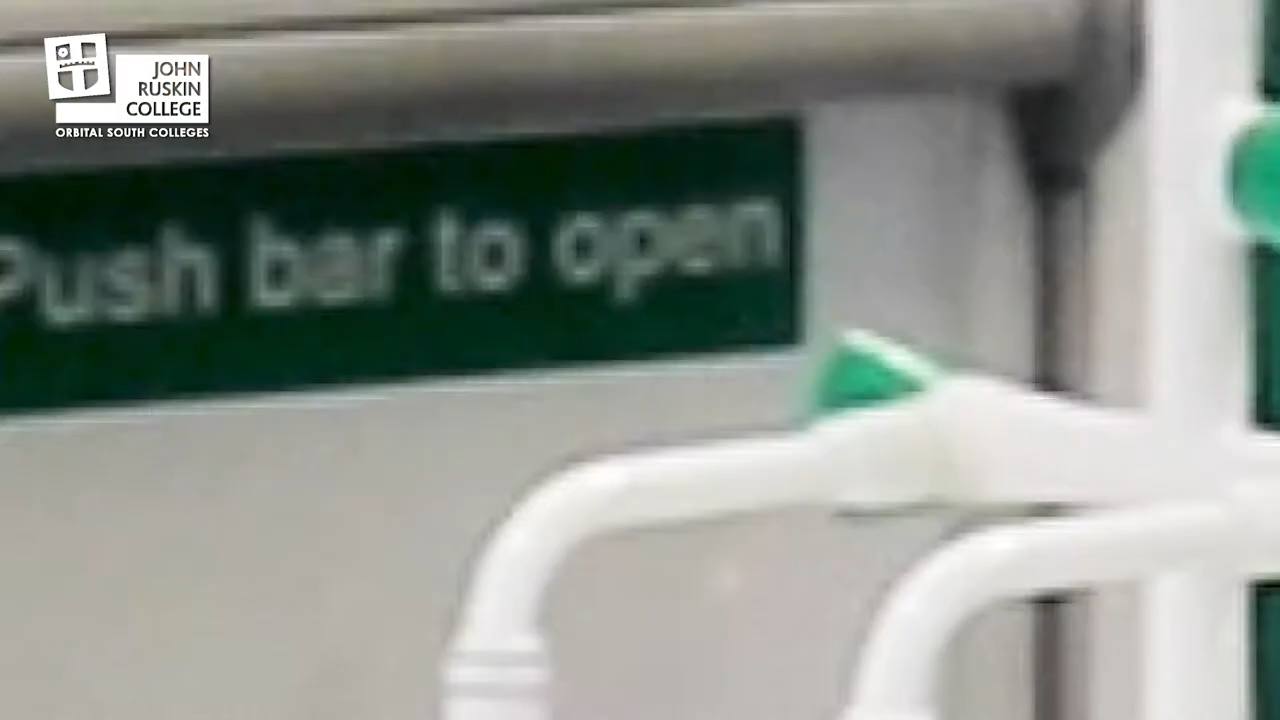 JOHN
RUSKIN
COLLEGE
ORBITAL SOUTH COLLEGES
Push bar to open